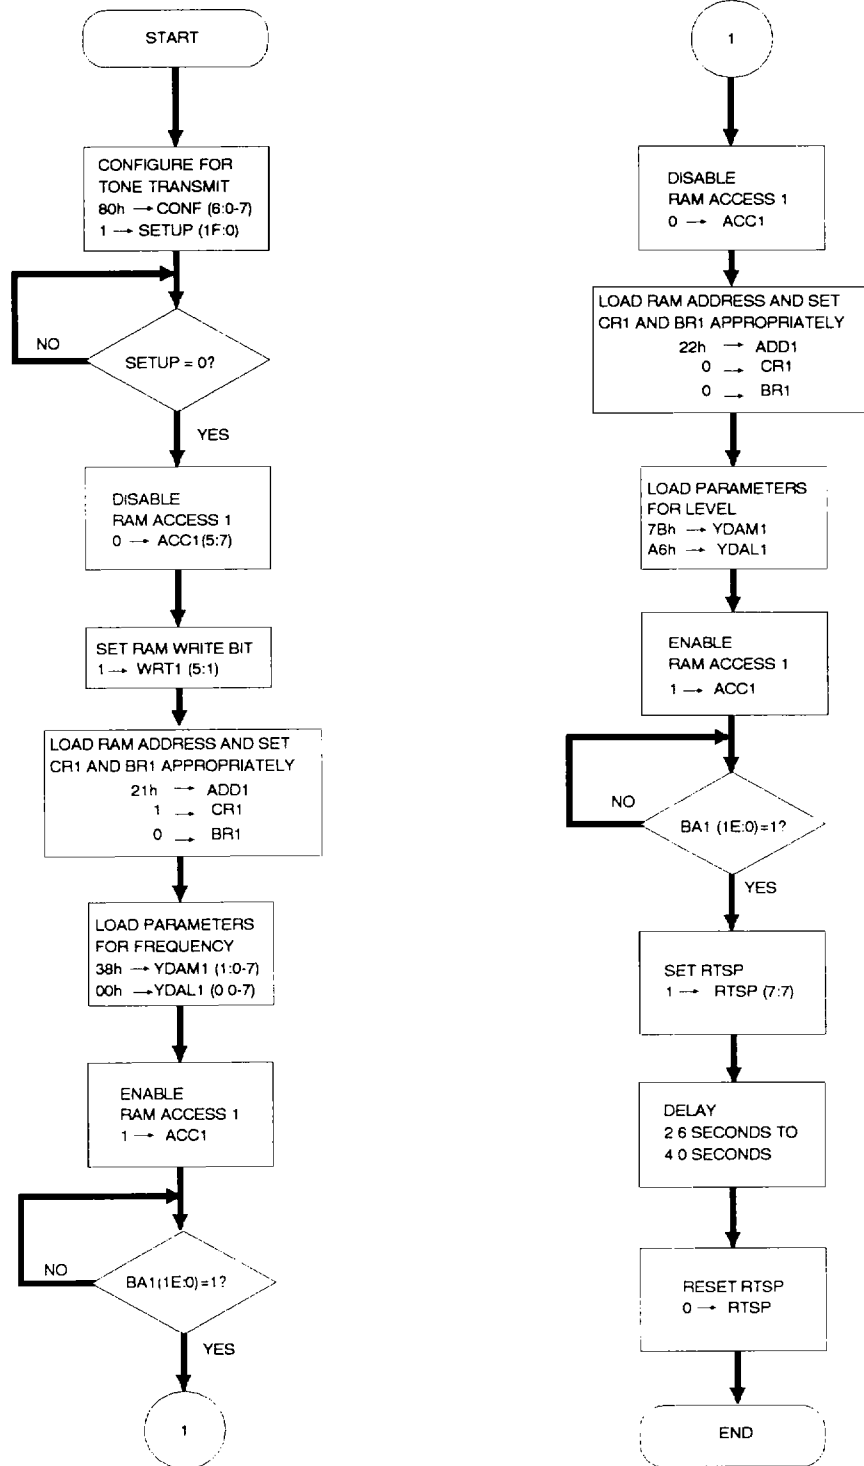 START
CONFIGURE FOR
TONE TRANSMIT
80h → CONF (6:0-7)
1 → SETUP (1F:0)
NO
SETUP = 0?
YES
DISABLE
RAM ACCESS 1
0 → ACC1(5:7)
SET RAM WRITE BIT
1 → WRT1 (5:1)
LOAD RAM ADDRESS AND SET
CR1 AND BR1 APPROPRIATELY
21h → ADD1
1 → CR1
0 → BR1
LOAD PARAMETERS
FOR FREQUENCY
38h → YDAM1 (1:0-7)
00h → YDAL1 (0 0-7)
ENABLE
RAM ACCESS 1
1 → ACC1
NO
BA1(1E:0)=1?
YES
1
1
DISABLE
RAM ACCESS 1
0 → ACC1
LOAD RAM ADDRESS AND SET
CR1 AND BR1 APPROPRIATELY
22h → ADD1
0 → CR1
0 → BR1
LOAD PARAMETERS
FOR LEVEL
7Bh → YDAM1
A6h → YDAL1
ENABLE
RAM ACCESS 1
1 → ACC1
NO
BA1 (1E:0)=1?
YES
SET RTSP
1 → RTSP (7:7)
DELAY
2 6 SECONDS TO
4 0 SECONDS
RESET RTSP
0 → RTSP
END